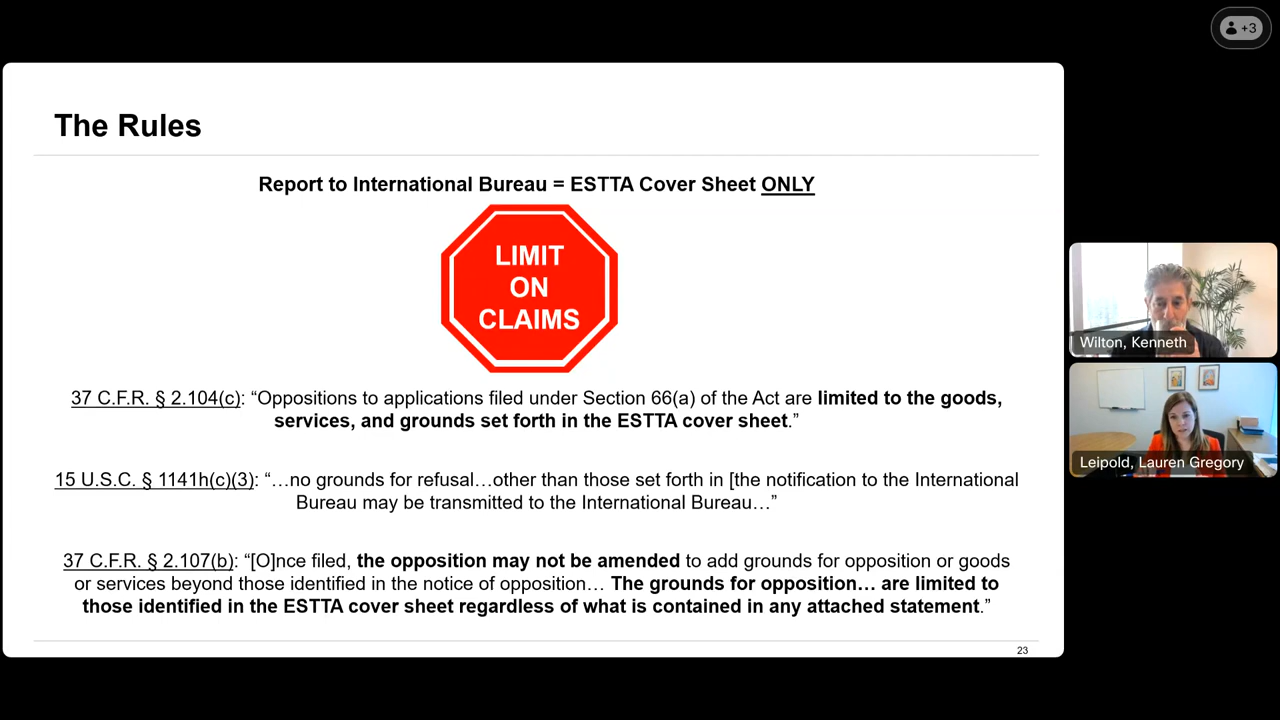 +3
The Rules
Report to International Bureau = ESTTA Cover Sheet ONLY
LIMIT
ON
CLAIMS
37 C.F.R. § 2.104(c): “Oppositions to applications filed under Section 66(a) of the Act are limited to the goods,
services, and grounds set forth in the ESTTA cover sheet.”
15 U.S.C. § 1141h(c)(3): “…no grounds for refusal…other than those set forth in [the notification to the International
Bureau may be transmitted to the International Bureau…”
37 C.F.R. § 2.107(b): “[O]nce filed, the opposition may not be amended to add grounds for opposition or goods
or services beyond those identified in the notice of opposition… The grounds for opposition… are limited to
those identified in the ESTTA cover sheet regardless of what is contained in any attached statement.”
23
Wilton, Kenneth
Leipold, Lauren Gregory